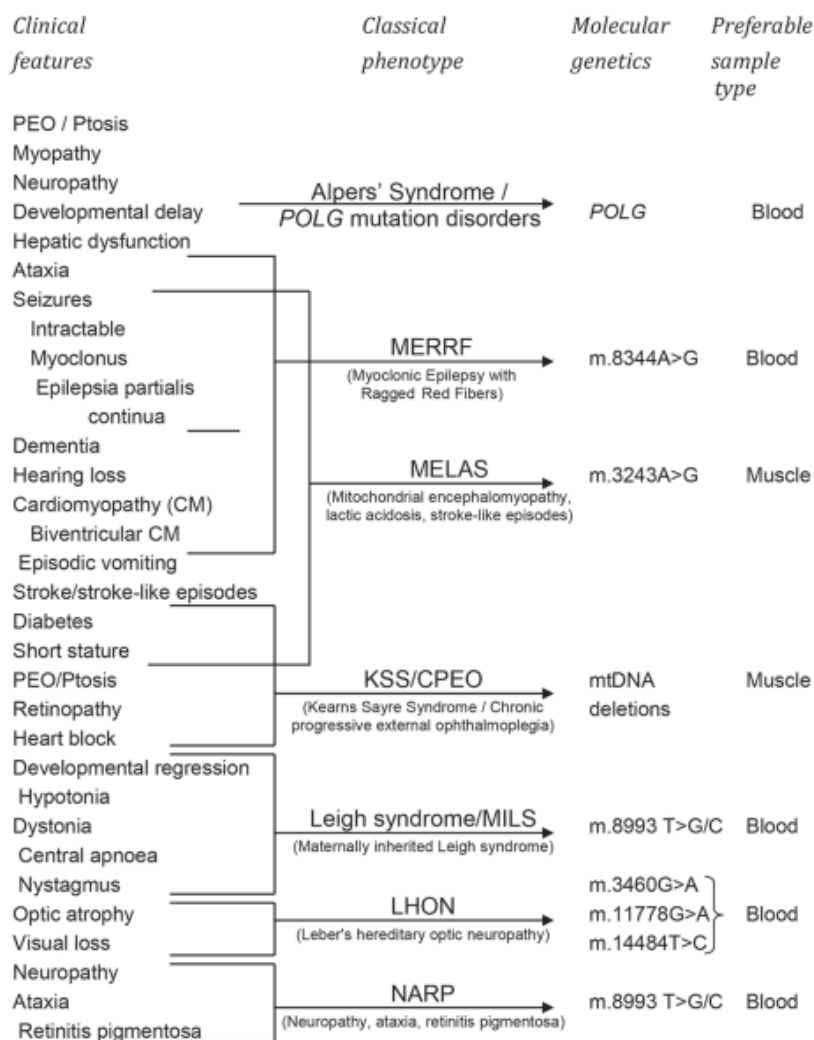 Clinical features
Classical phenotype
Molecular genetics
Preferable sample type
PEO / Ptosis
Myopathy
Neuropathy
Developmental delay
Hepatic dysfunction
Ataxia
Seizures
Intractable
Myoclonus
Epilepsia partialis
continua
Dementia
Hearing loss
Cardiomyopathy (CM)
Biventricular CM
Episodic vomiting
Stroke/stroke-like episodes
Diabetes
Short stature
PEO/Ptosis
Retinopathy
Heart block
Developmental regression
Hypotonia
Dystonia
Central apnoea
Nystagmus
Optic atrophy
Visual loss
Neuropathy
Ataxia
Retinitis pigmentosa
Alpers' Syndrome /
POLG mutation disorders
POLG
Blood
MERRF
(Myoclonic Epilepsy with
Ragged Red Fibers)
m.8344A>G
Blood
MELAS
(Mitochondrial encephalomyopathy,
lactic acidosis, stroke-like episodes)
m.3243A>G
Muscle
KSS/CPEO
(Kearns Sayre Syndrome / Chronic
progressive external ophthalmoplegia)
mtDNA
deletions
Muscle
Leigh syndrome/MILS
(Maternally inherited Leigh syndrome)
m.8993 T>G/C
Blood
LHON
(Leber's hereditary optic neuropathy)
m.3460G>A
m.11778G>A
m.14484T>C
Blood
NARP
(Neuropathy, ataxia, retinitis pigmentosa)
m.8993 T>G/C
Blood